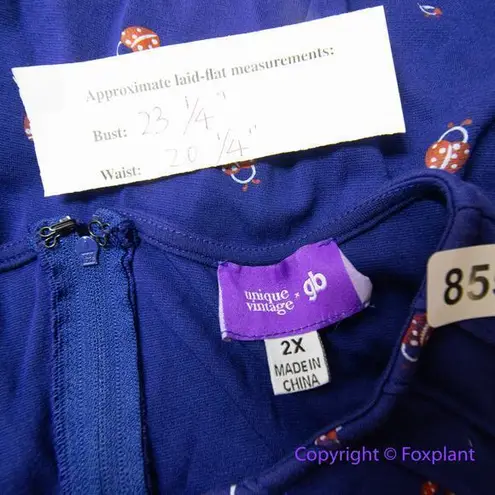 Approximate laid-flat measurements:
Bust: 23 1/4"
Waist: 20 1/4"
unique
vintage x gb
2X
MADE IN
CHINA
Copyright © Foxplant